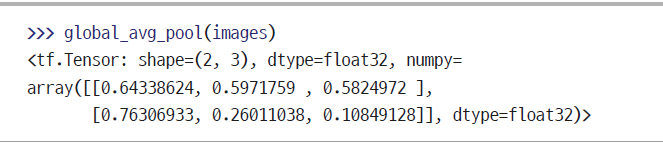 >>> global_avg_pool(images)
<tf.Tensor: shape=(2, 3), dtype=float32, numpy=
array([[0.64338624, 0.5971759 , 0.5824972 ],
       [0.76306933, 0.26011038, 0.10849128]], dtype=float32)>